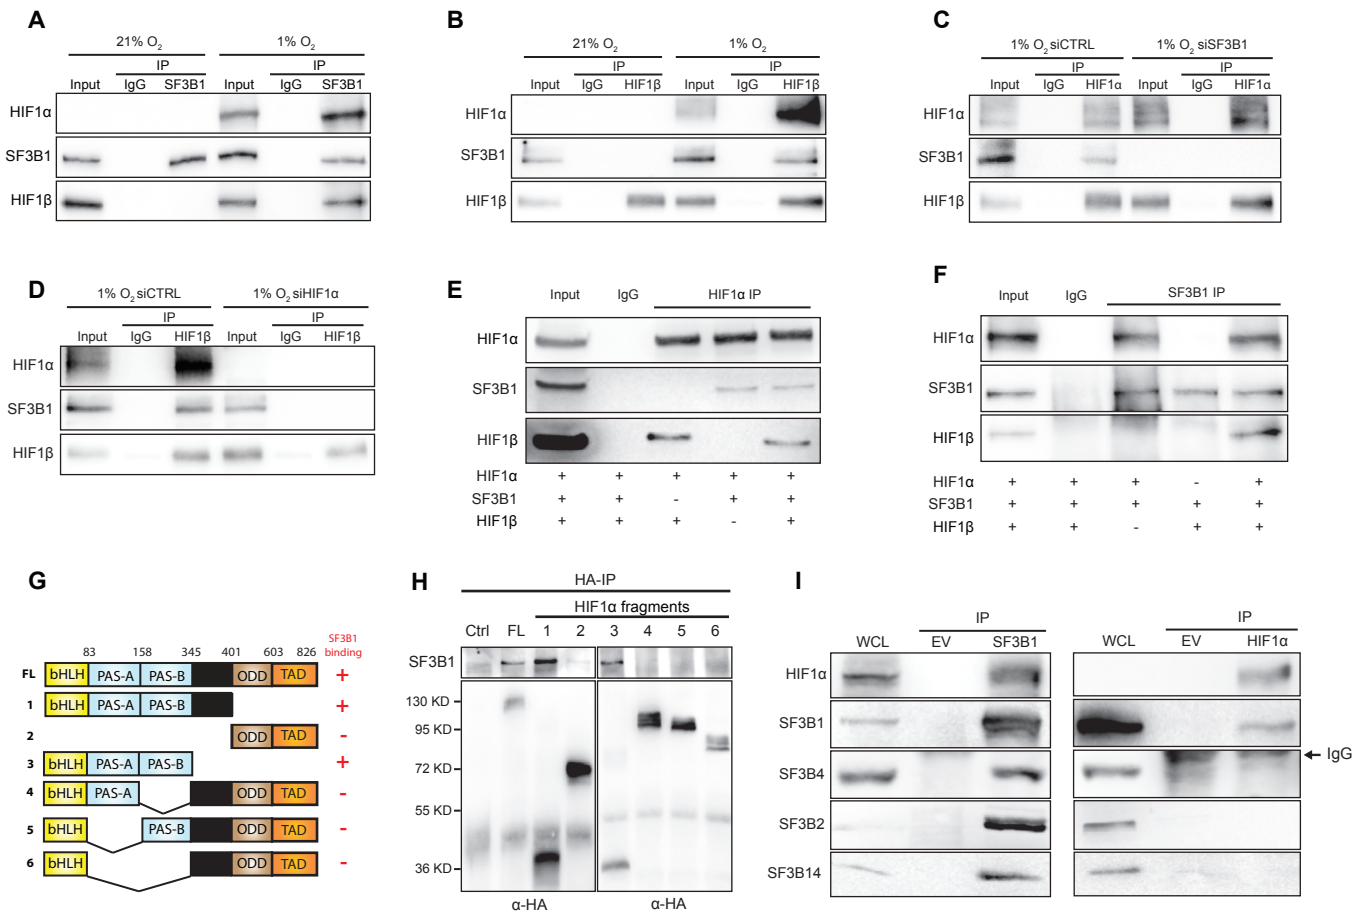 A
21% O2 1% O2
IP IP
Input IgG SF3B1 Input IgG SF3B1
HIF1α
SF3B1
HIF1β
B
21% O2 1% O2
IP IP
Input IgG HIF1β Input IgG HIF1β
HIF1α
SF3B1
HIF1β
C
1% O2 siCTRL 1% O2 siSF3B1
IP IP
Input IgG HIF1α Input IgG HIF1α
HIF1α
SF3B1
HIF1β
D
1% O2 siCTRL 1% O2 siHIF1α
IP IP
Input IgG HIF1β Input IgG HIF1β
HIF1α
SF3B1
HIF1β
E
Input IgG HIF1α IP
HIF1α
SF3B1
HIF1β
HIF1α + + + + +
SF3B1 + + - + +
HIF1β + + + - +
F
Input IgG SF3B1 IP
HIF1α
SF3B1
HIF1β
HIF1α + + + - +
SF3B1 + + + + +
HIF1β + + - + +
G
SF3B1
binding
83 158 345 401 603 826
FL bHLH PAS-A PAS-B ODD TAD +
1 bHLH PAS-A PAS-B +
2 ODD TAD -
3 bHLH PAS-A PAS-B +
4 bHLH PAS-A ODD TAD -
5 bHLH PAS-B ODD TAD -
6 bHLH ODD TAD -
H
HA-IP
HIF1α fragments
Ctrl FL 1 2 3 4 5 6
SF3B1
130 KD
95 KD
72 KD
55 KD
36 KD
α-HA α-HA
I
IP IP
WCL EV SF3B1 WCL EV HIF1α
HIF1α
SF3B1
IgG
SF3B4
SF3B2
SF3B14